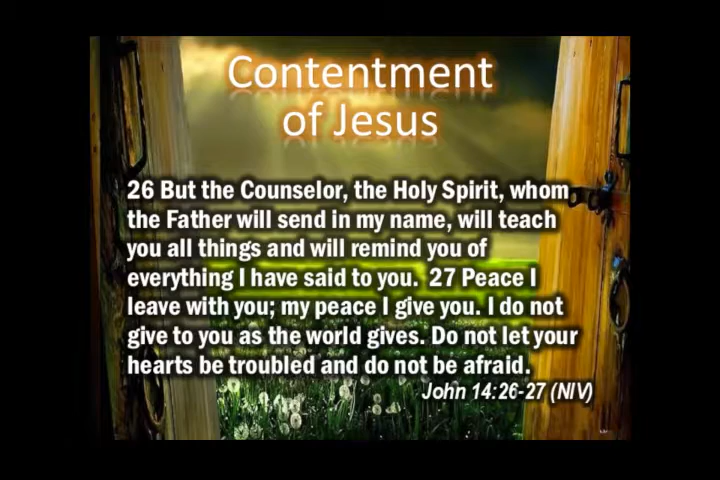 Contentment
of Jesus
26 But the Counselor, the Holy Spirit, whom
the Father will send in my name, will teach
you all things and will remind you of
everything I have said to you.  27 Peace I
leave with you; my peace I give you. I do not
give to you as the world gives. Do not let your
hearts be troubled and do not be afraid.
John 14:26-27 (NIV)